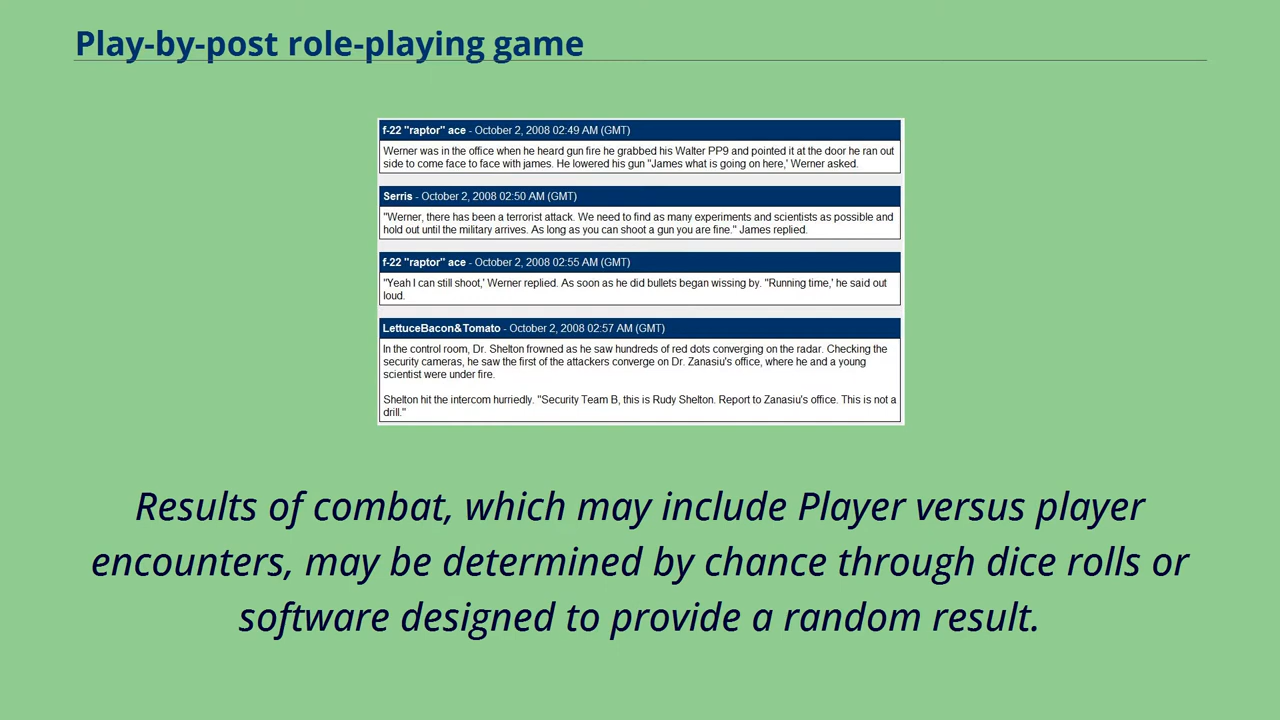 Play-by-post role-playing game
f-22 "raptor" ace - October 2, 2008 02:49 AM (GMT)
Werner was in the office when he heard gun fire he grabbed his Walter PP9 and pointed it at the door he ran out
side to come face to face with james. He lowered his gun "James what is going on here,' Werner asked.
Serris - October 2, 2008 02:50 AM (GMT)
"Werner, there has been a terrorist attack. We need to find as many experiments and scientists as possible and
hold out until the military arrives. As long as you can shoot a gun you are fine." James replied.
f-22 "raptor" ace - October 2, 2008 02:55 AM (GMT)
"Yeah I can still shoot,' Werner replied. As soon as he did bullets began wissing by. "Running time,' he said out
loud.
LettuceBacon&Tomato - October 2, 2008 02:57 AM (GMT)
In the control room, Dr. Shelton frowned as he saw hundreds of red dots converging on the radar. Checking the
security cameras, he saw the first of the attackers converge on Dr. Zanasiu's office, where he and a young
scientist were under fire.
Shelton hit the intercom hurriedly. "Security Team B, this is Rudy Shelton. Report to Zanasiu's office. This is not a
drill."
Results of combat, which may include Player versus player
encounters, may be determined by chance through dice rolls or
software designed to provide a random result.